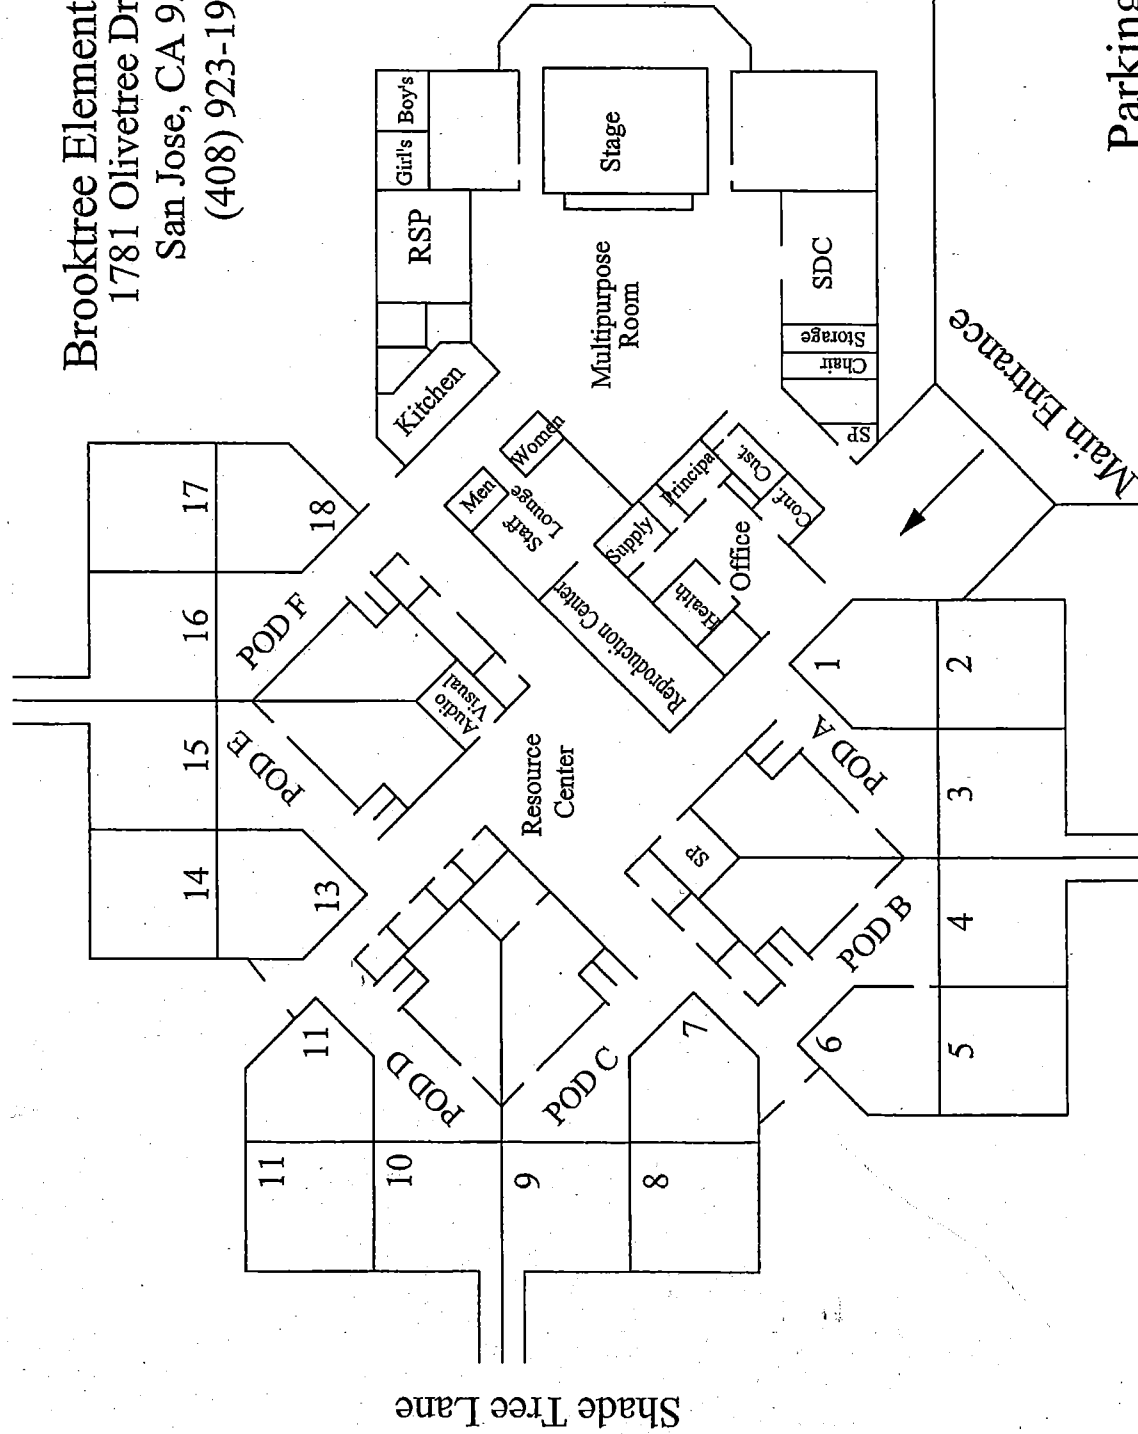 Brooktree Element
1781 Olivetree Dr
San Jose, CA 9
(408) 923-19
Parking
Boy's
Girl's
RSP
Kitchen
Stage
Multipurpose
Room
SDC
Storage
Chair
SP
Main Entrance
Women
Men
Staff
Lounge
Supply
Principal
Cust.
Conf.
Office
Health
Reproduction Center
17
18
16
POD F
15
POD E
14
13
Audio
Visual
Resource
Center
1
2
POD A
3
SP
POD B
4
6
5
7
POD C
8
9
POD D
10
11
11
Shade Tree Lane